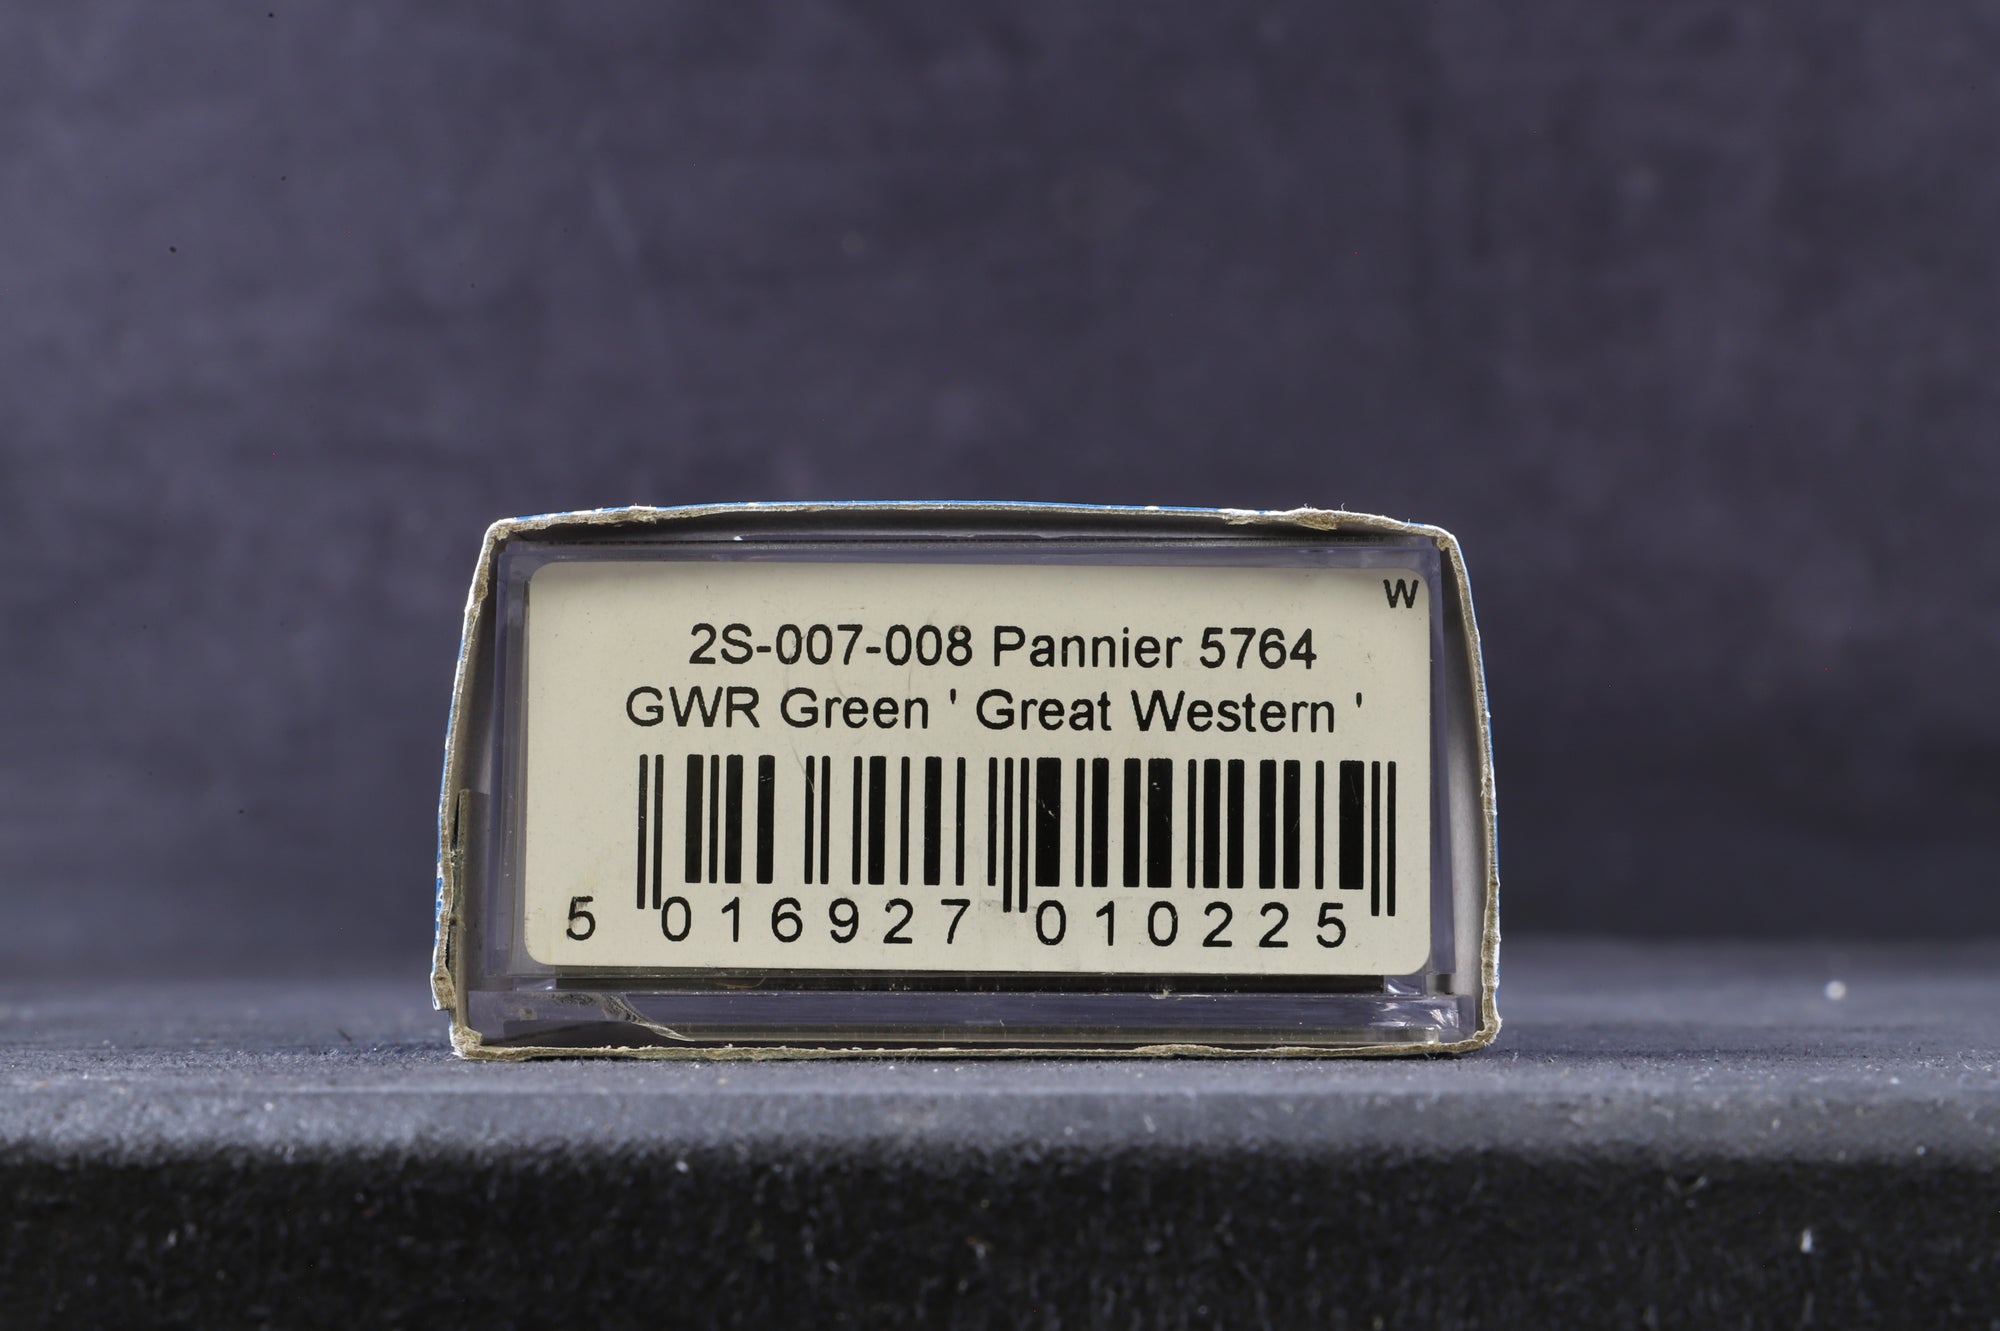 W
2S-007-008 Pannier 5764
GWR Green ' Great Western '
5 016927 010225